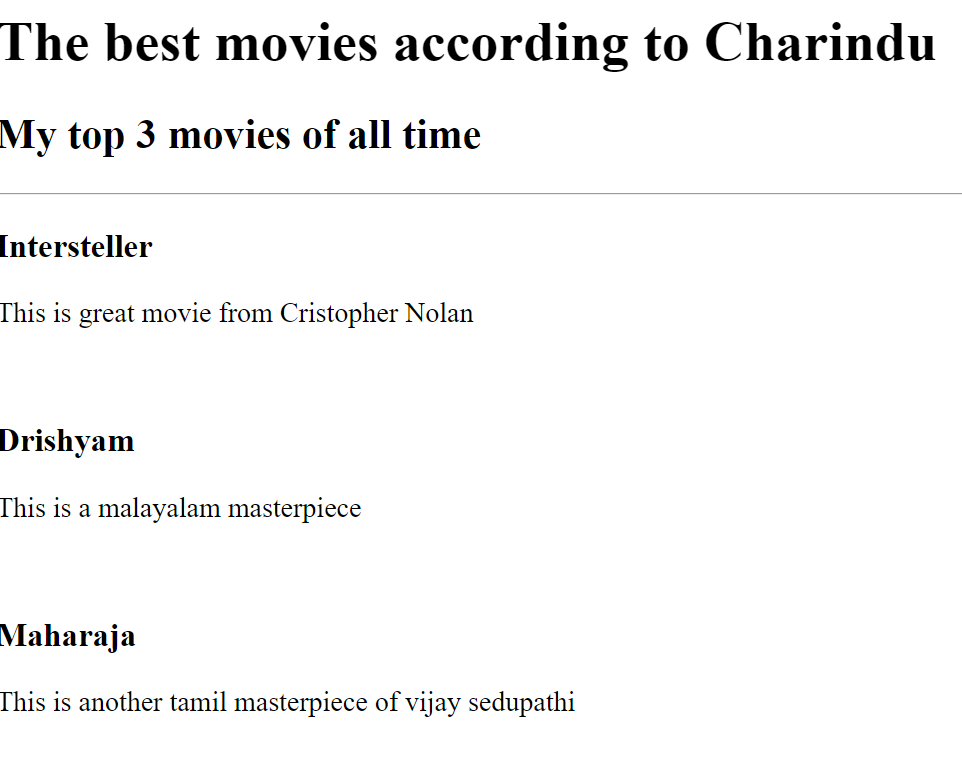 The best movies according to Charindu
My top 3 movies of all time
Intersteller
This is great movie from Cristopher Nolan
Drishyam
This is a malayalam masterpiece
Maharaja
This is another tamil masterpiece of vijay sedupathi